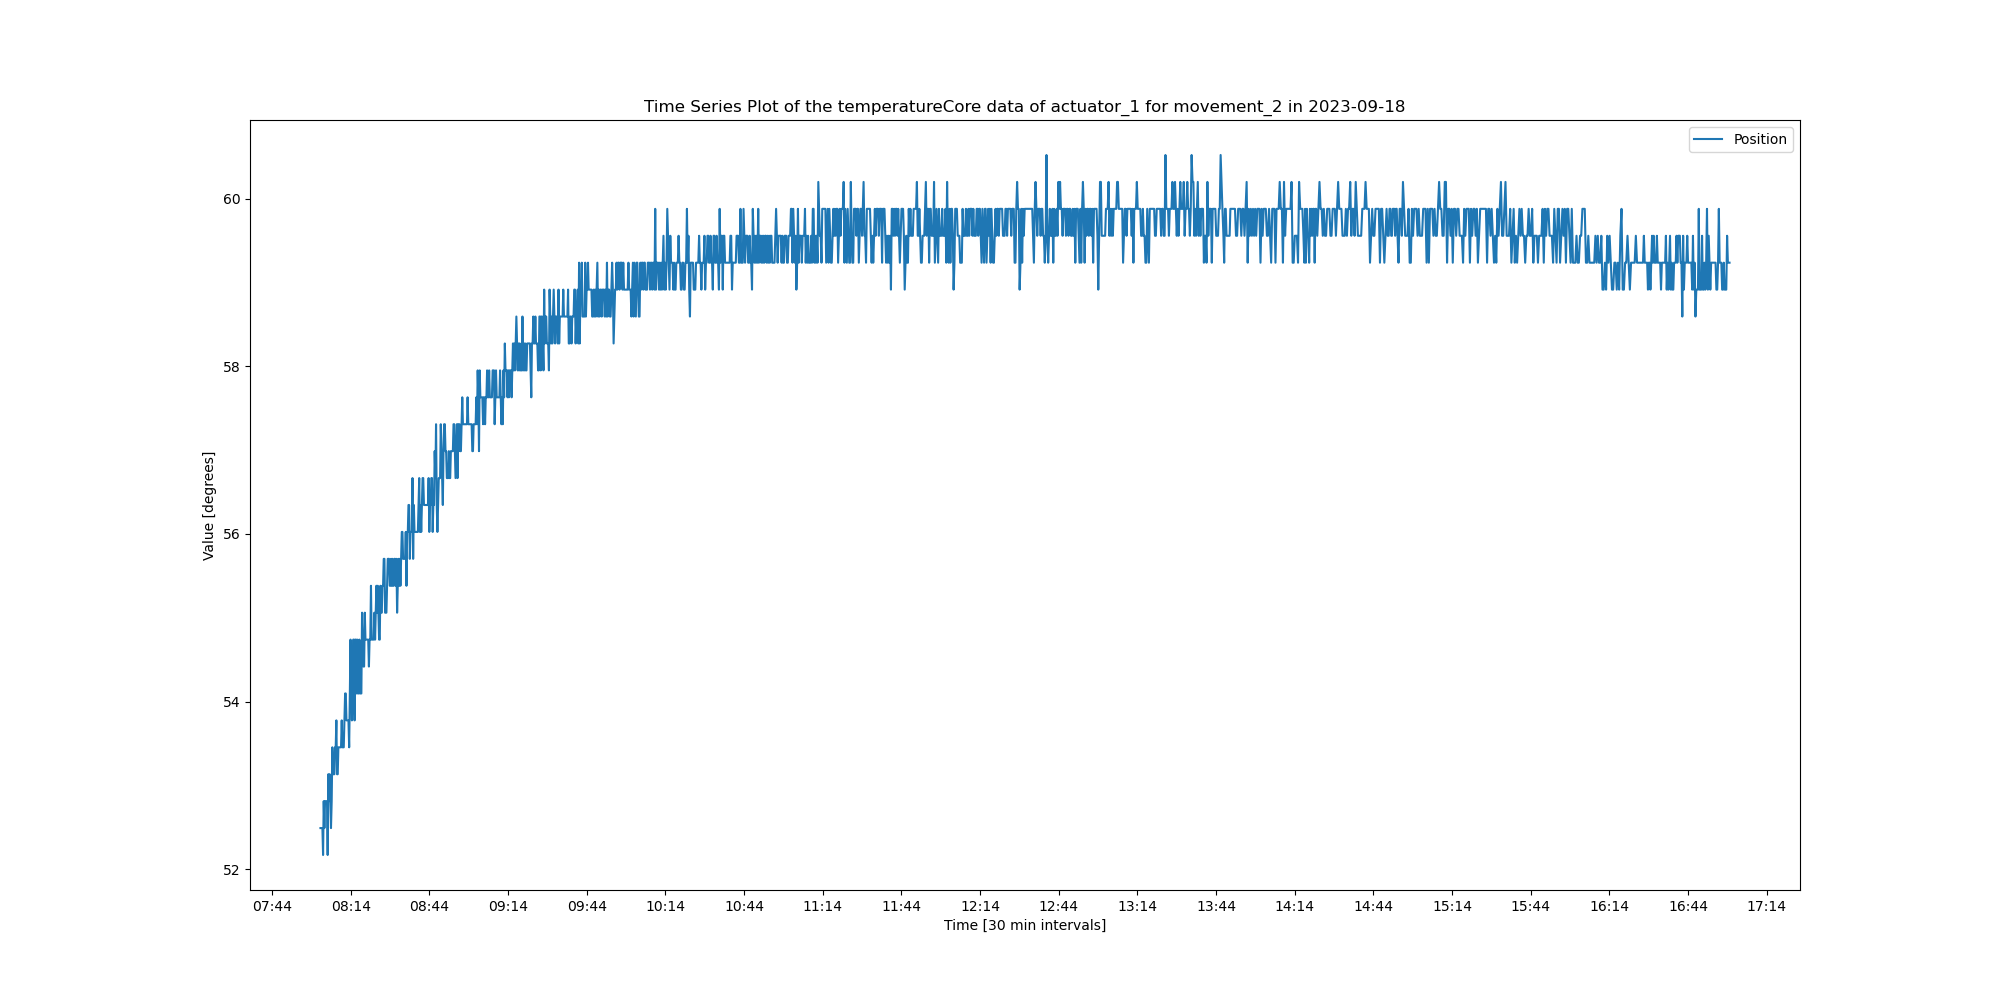 Time Series Plot of the temperatureCore data of actuator_1 for movement_2 in 2023-09-18
Position
60
58
56
54
52
Value [degrees]
07:44 08:14 08:44 09:14 09:44 10:14 10:44 11:14 11:44 12:14 12:44 13:14 13:44 14:14 14:44 15:14 15:44 16:14 16:44 17:14
Time [30 min intervals]